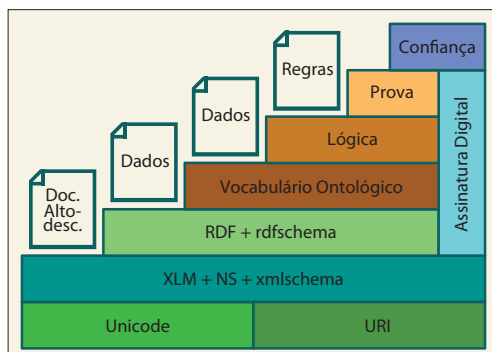 Confiança
Regras
Prova
Dados
Lógica
Assinatura Digital
Dados
Vocabulário Ontológico
Doc.
Alto-
desc.
RDF + rdfschema
XLM + NS + xmlschema
Unicode
URI